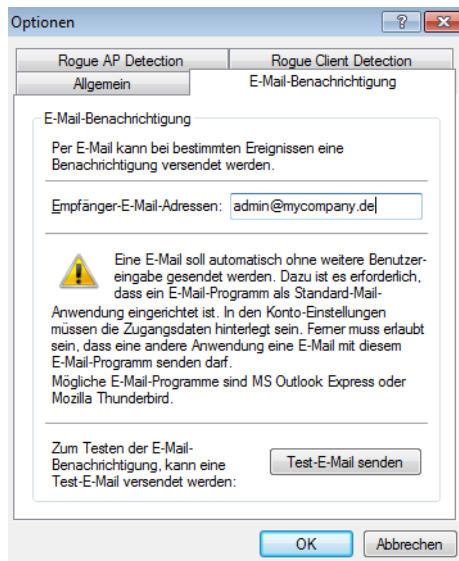 Optionen
Rogue AP Detection
Rogue Client Detection
Allgemein
E-Mail-Benachrichtigung
E-Mail-Benachrichtigung
Per E-Mail kann bei bestimmten Ereignissen eine
Benachrichtigung versendet werden.
Empfänger-E-Mail-Adressen:
admin@mycompany.de
Eine E-Mail soll automatisch ohne weitere Benutzer-
eingabe gesendet werden. Dazu ist es erforderlich,
dass ein E-Mail-Programm als Standard-Mail-
Anwendung eingerichtet ist. In den Konto-Einstellungen
müssen die Zugangsdaten hinterlegt sein. Ferner muss erlaubt
sein, dass eine andere Anwendung eine E-Mail mit diesem
E-Mail-Programm senden darf.
Mögliche E-Mail-Programme sind MS Outlook Express oder
Mozilla Thunderbird.
Zum Testen der E-Mail-
Benachrichtigung, kann eine
Test-E-Mail versendet werden:
Test-E-Mail senden
OK
Abbrechen